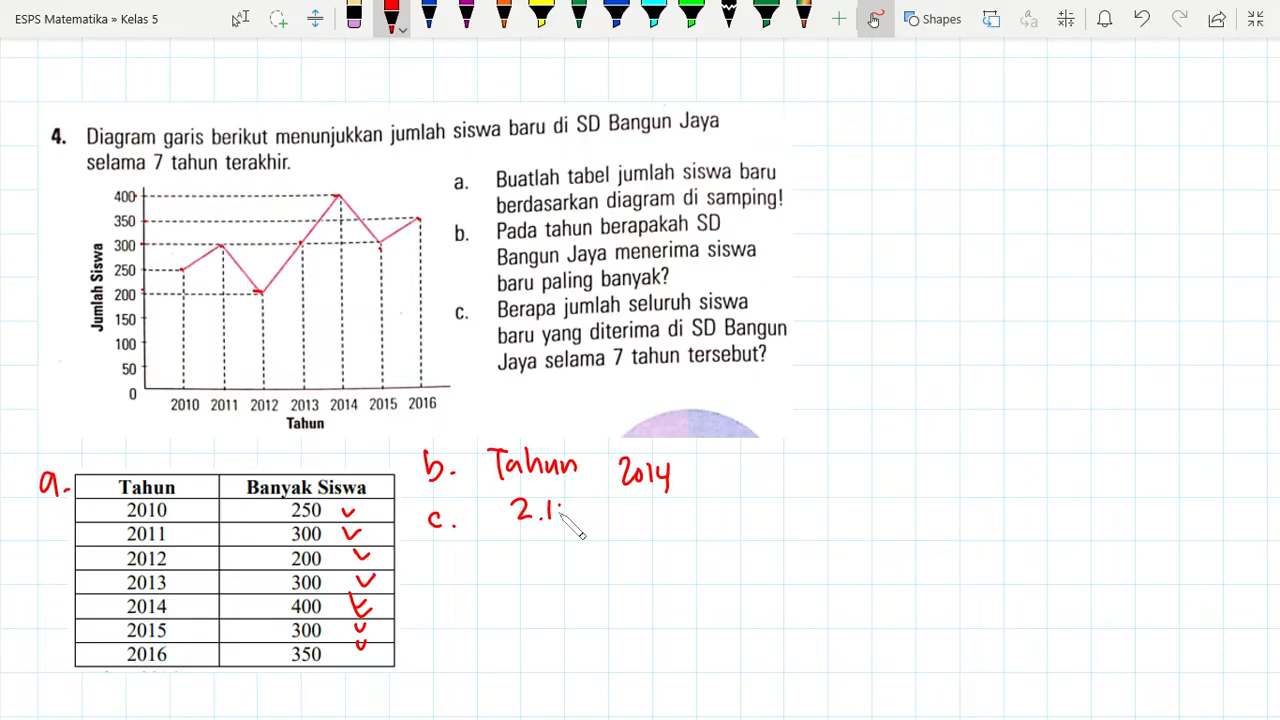 ESPS Matematika » Kelas 5
Shapes
4. Diagram garis berikut menunjukkan jumlah siswa baru di SD Bangun Jaya
selama 7 tahun terakhir.
400
350
300
250
200
150
100
50
0
Jumlah Siswa
2010 2011 2012 2013 2014 2015 2016
Tahun
a. Buatlah tabel jumlah siswa baru
berdasarkan diagram di samping!
b. Pada tahun berapakah SD
Bangun Jaya menerima siswa
baru paling banyak?
c. Berapa jumlah seluruh siswa
baru yang diterima di SD Bangun
Jaya selama 7 tahun tersebut?
a.
Tahun Banyak Siswa
2010 250
2011 300
2012 200
2013 300
2014 400
2015 300
2016 350
b. Tahun 2014
c. 2.1